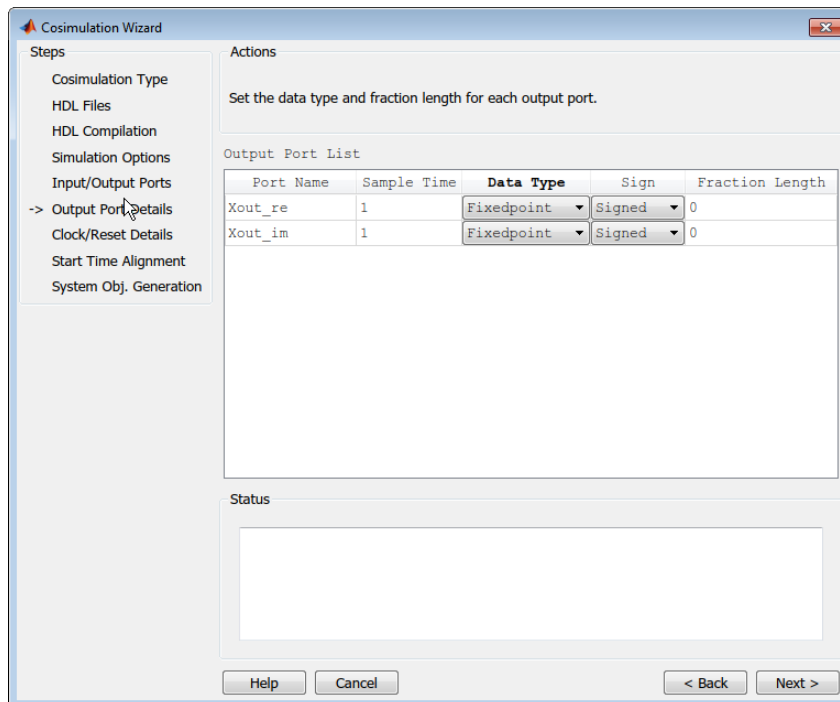 Cosimulation Wizard
Steps
Cosimulation Type
HDL Files
HDL Compilation
Simulation Options
Input/Output Ports
-> Output Port Details
Clock/Reset Details
Start Time Alignment
System Obj. Generation
Actions
Set the data type and fraction length for each output port.
Output Port List
Port Name Sample Time Data Type Sign Fraction Length
Xout_re 1 Fixedpoint Signed 0
Xout_im 1 Fixedpoint Signed 0
Status
Help Cancel < Back Next >